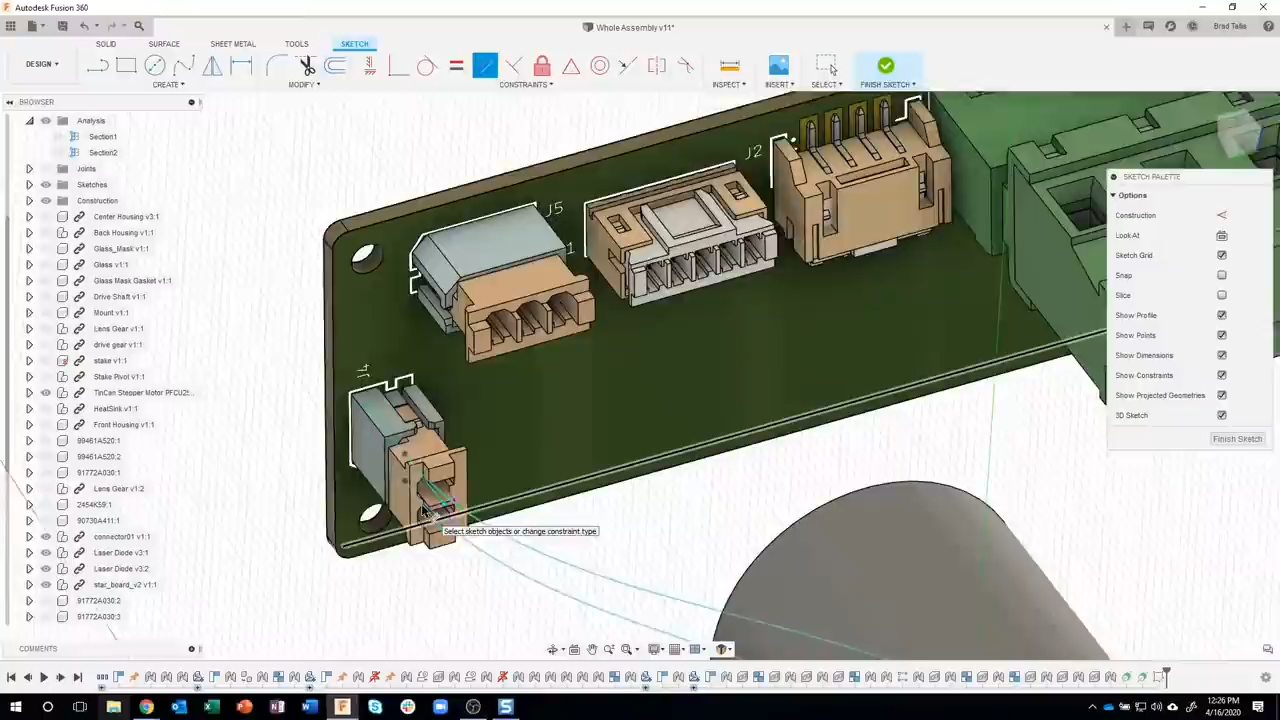 Autodesk Fusion 360
Whole Assembly v11*
Brad Tallis
SOLID
SURFACE
SHEET METAL
TOOLS
SKETCH
DESIGN
CREATE
MODIFY
CONSTRAINTS
INSPECT
INSERT
SELECT
FINISH SKETCH
BROWSER
Analysis
Section1
Section2
Joints
Sketches
Construction
Center Housing v3:1
Back Housing v1:1
Glass_Mask v1:1
Glass v1:1
Glass Mask Gasket v1:1
Drive Shaft v1:1
Mount v1:1
Lens Gear v1:1
drive gear v1:1
stake v1:1
Stake Pivot v1:1
TinCan Stepper Motor PFCU25...
HeatSink v1:1
Front Housing v1:1
99461A520:1
99461A520:2
91772A030:1
Lens Gear v1:2
2454K59:1
90730A411:1
connector01 v1:1
Laser Diode v3:1
Laser Diode v3:2
star_board_v2 v1:1
91772A030:2
91772A030:3
COMMENTS
J5
1
J2
J4
Select sketch objects or change constraint type
SKETCH PALETTE
Options
Construction
Look At
Sketch Grid
Snap
Slice
Show Profile
Show Points
Show Dimensions
Show Constraints
Show Projected Geometries
3D Sketch
Finish Sketch
12:26 PM
4/16/2020